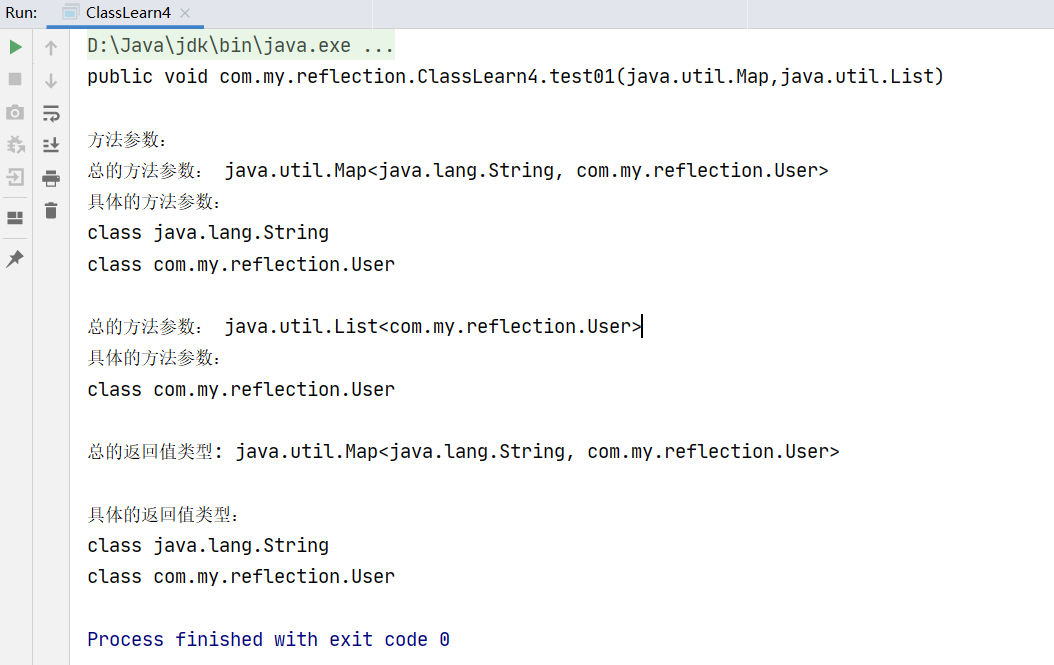 Run: ClassLearn4
D:\Java\jdk\bin\java.exe ...
public void com.my.reflection.ClassLearn4.test01(java.util.Map,java.util.List)
方法参数：
总的方法参数： java.util.Map<java.lang.String, com.my.reflection.User>
具体的方法参数：
class java.lang.String
class com.my.reflection.User
总的方法参数： java.util.List<com.my.reflection.User>
具体的方法参数：
class com.my.reflection.User
总的返回值类型: java.util.Map<java.lang.String, com.my.reflection.User>
具体的返回值类型：
class java.lang.String
class com.my.reflection.User
Process finished with exit code 0